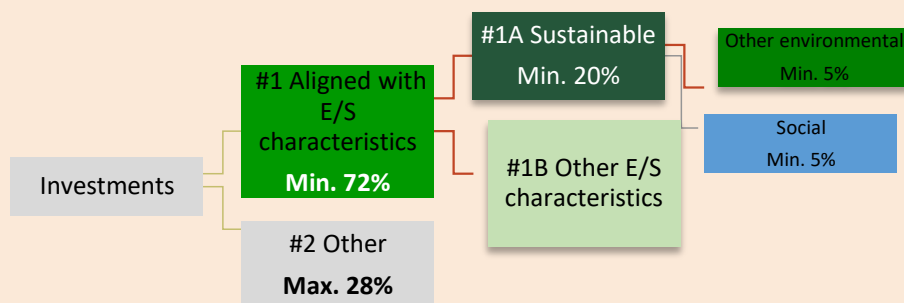 Investments
#1 Aligned with
E/S
characteristics
Min. 72%
#2 Other
Max. 28%
#1A Sustainable
Min. 20%
#1B Other E/S
characteristics
Other environmental
Min. 5%
Social
Min. 5%